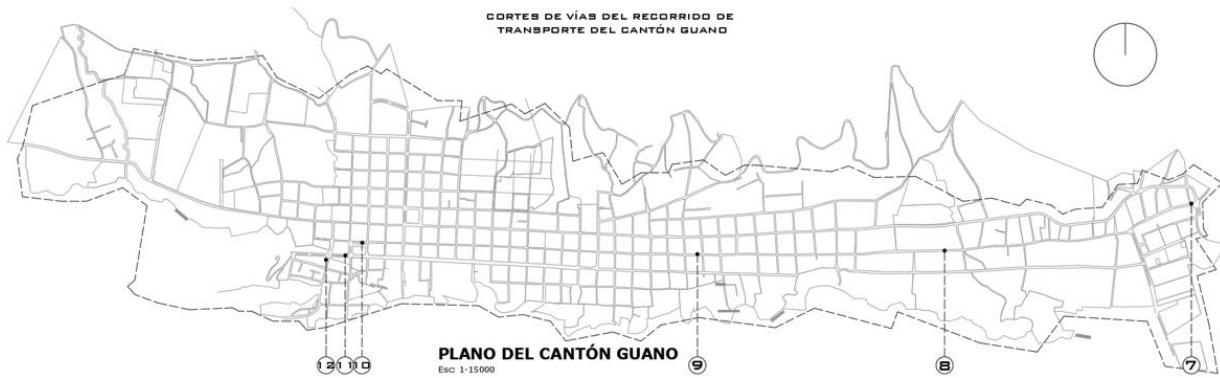 CORTES DE VÍAS DEL RECORRIDO DE
TRANSPORTE DEL CANTÓN GUANO
12 11 10 9 8 7
PLANO DEL CANTÓN GUANO
Esc: 1-15000